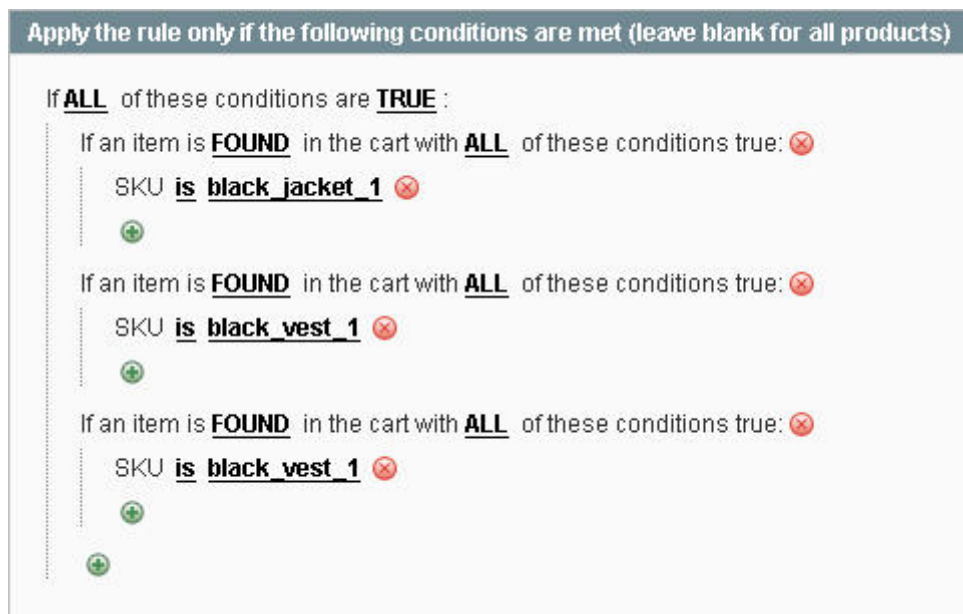 Apply the rule only if the following conditions are met (leave blank for all products)
If ALL of these conditions are TRUE :
If an item is FOUND in the cart with ALL of these conditions true:
SKU is black_jacket_1
If an item is FOUND in the cart with ALL of these conditions true:
SKU is black_vest_1
If an item is FOUND in the cart with ALL of these conditions true:
SKU is black_vest_1